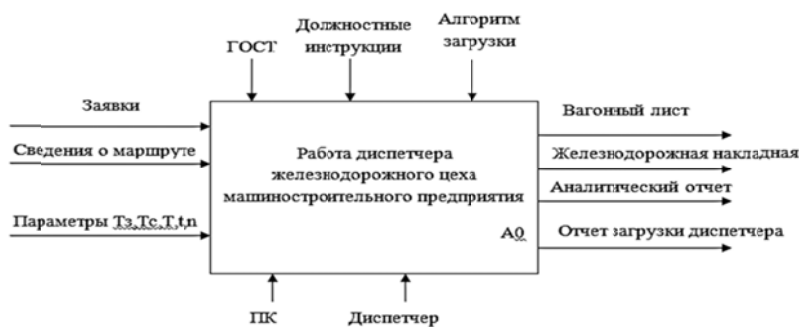 Алгоритм
загрузки
Должностные
инструкции
ГОСТ
Заявки
Сведения о маршруте
Параметры Тз,Тс,Т,t,n
Работа диспетчера
железнодорожного цеха
машиностроительного предприятия
А0
Вагонный лист
Железнодорожная накладная
Аналитический отчет
Отчет загрузки диспетчера
ПК
Диспетчер